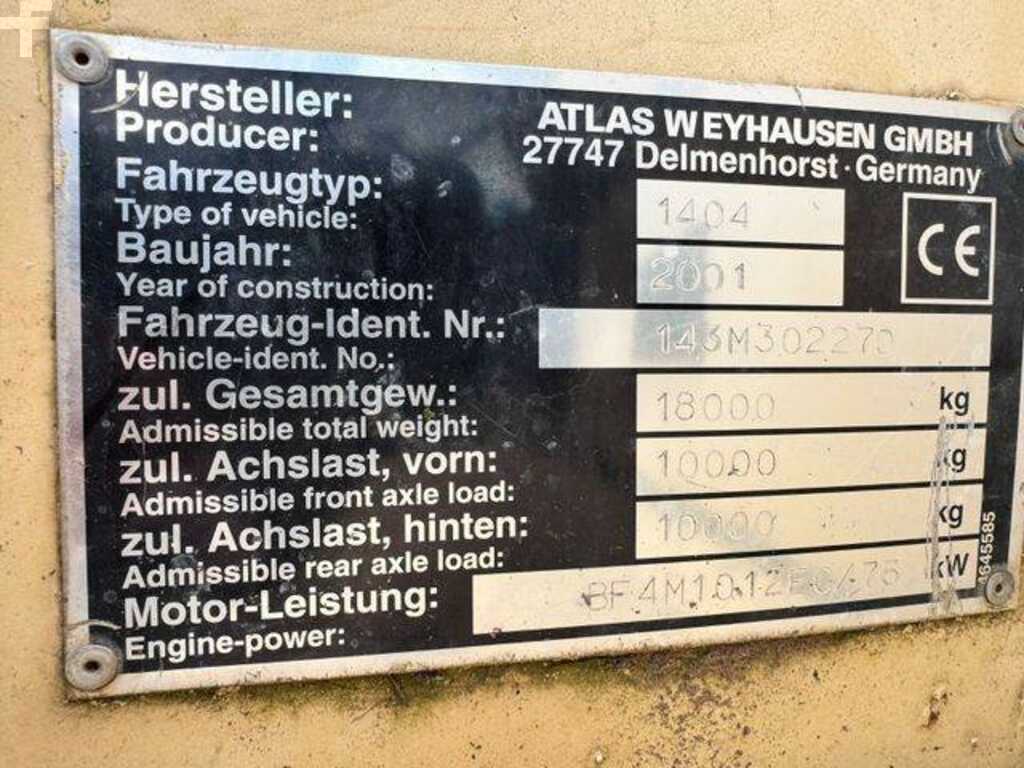 Hersteller:
Producer:
ATLAS WEYHAUSEN GMBH
27747 Delmenhorst · Germany
Fahrzeugtyp:
Type of vehicle:
1404
Baujahr:
Year of construction:
2001
CE
Fahrzeug-Ident. Nr.:
Vehicle-ident. No.:
143M302270
zul. Gesamtgew.:
Admissible total weight:
18000 kg
zul. Achslast, vorn:
Admissible front axle load:
10000 kg
zul. Achslast, hinten:
Admissible rear axle load:
10000 kg
Motor-Leistung:
Engine-power:
kW
4645585